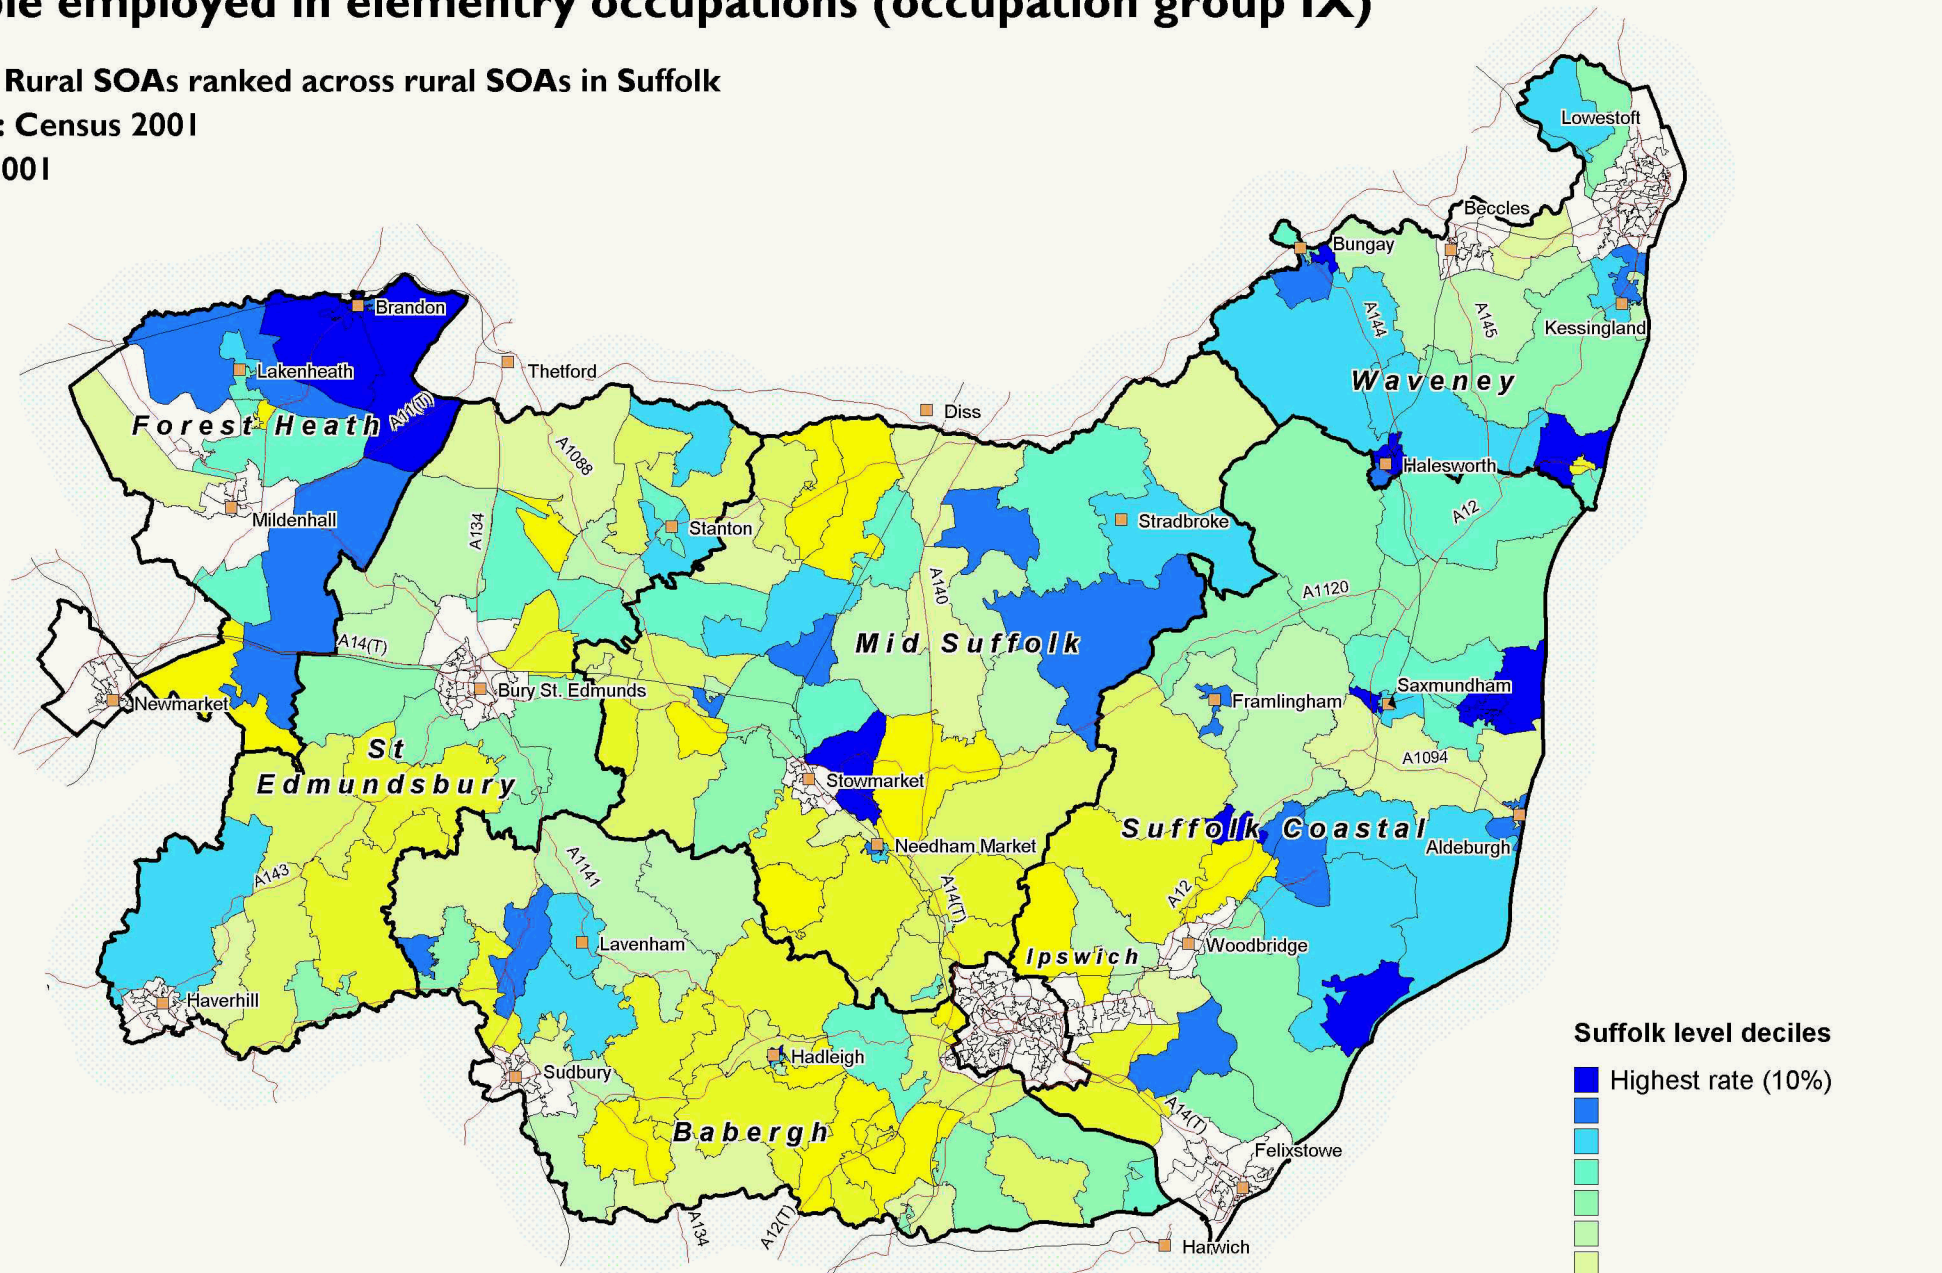 ple employed in elementry occupations (occupation group IX)
Rural SOAs ranked across rural SOAs in Suffolk
: Census 2001
001
Lowestoft
Beccles
Bungay
Brandon
A144
A145
Kessingland
Lakenheath
Thetford
Waveney
Diss
A11(T)
Forest Heath
A1088
Halesworth
A12
Mildenhall
A134
Stanton
Stradbroke
A140
A1120
A14(T)
Mid Suffolk
Bury St. Edmunds
Framlingham
Saxmundham
Newmarket
St
Edmundsbury
A1094
Stowmarket
Suffolk Coastal
Needham Market
Aldeburgh
A143
A1141
A14(T)
A12
Lavenham
Ipswich
Woodbridge
Haverhill
Hadleigh
Sudbury
Babergh
A14(T)
Felixstowe
A134
A12(T)
Harwich
Suffolk level deciles
Highest rate (10%)